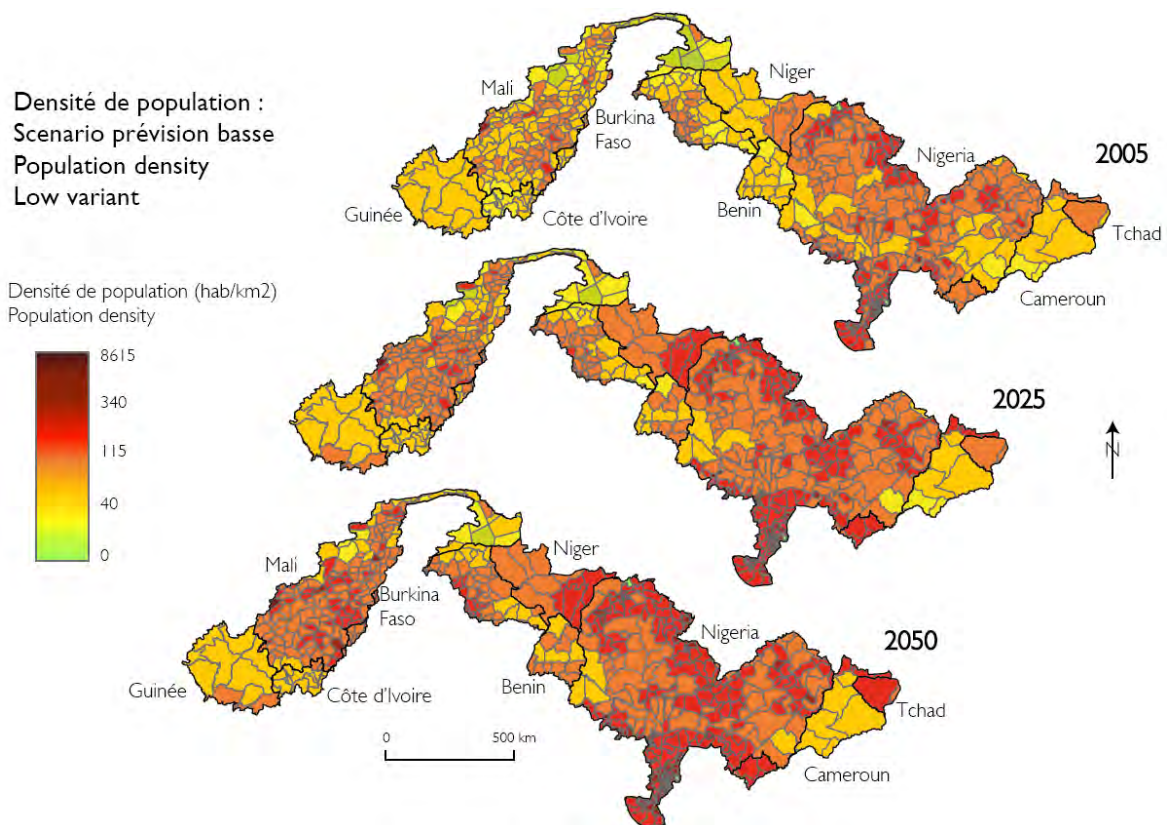 Densité de population :
Scenario prévision basse
Population density
Low variant
Densité de population (hab/km2)
Population density
8615
340
115
40
0
Mali
Niger
Burkina
Faso
Nigeria
2005
Guinée
Côte d'Ivoire
Benin
Tchad
Cameroun
2025
N
Mali
Niger
Burkina
Faso
Nigeria
2050
Guinée
Côte d'Ivoire
Benin
Tchad
Cameroun
0 500 km